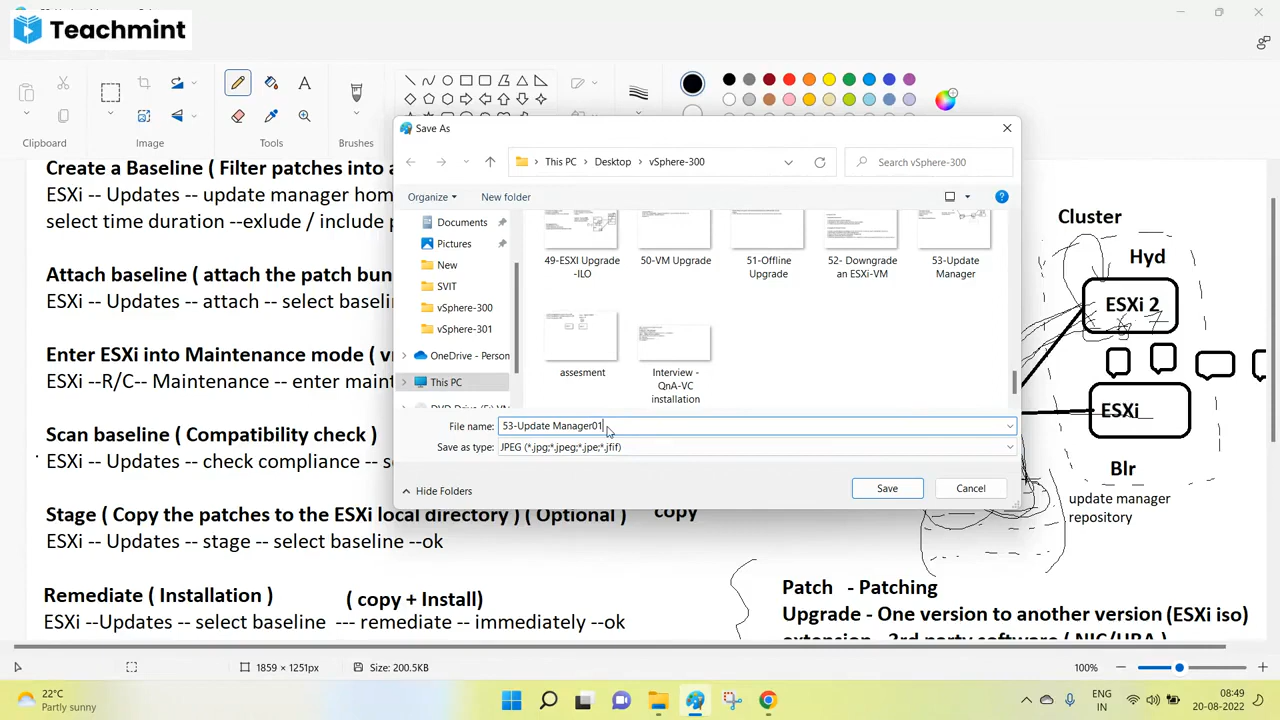 Teachmint
Clipboard
Image
Tools
Brushes
Create a Baseline ( Filter patches into a
ESXi -- Updates -- update manager hom
select time duration --exlude / include p
Attach baseline ( attach the patch bun
ESXi -- Updates -- attach -- select baselin
Enter ESXi into Maintenance mode ( v
ESXi --R/C-- Maintenance -- enter maint
Scan baseline ( Compatibility check )
ESXi -- Updates -- check compliance -- s
Stage ( Copy the patches to the ESXi local directory ) ( Optional )
copy
ESXi -- Updates -- stage -- select baseline --ok
Remediate ( Installation )
( copy + Install)
ESXi --Updates -- select baseline --- remediate -- immediately --ok
Save As
This PC
Desktop
vSphere-300
Search vSphere-300
Organize
New folder
Documents
Pictures
New
SVIT
vSphere-300
vSphere-301
OneDrive - Person
This PC
49-ESXI Upgrade
-ILO
50-VM Upgrade
51-Offline
Upgrade
52- Downgrade
an ESXi-VM
53-Update
Manager
assesment
Interview -
QnA-VC
installation
File name:
53-Update Manager01
Save as type:
JPEG (*.jpg;*.jpeg;*.jpe;*.jfif)
Hide Folders
Save
Cancel
Cluster
Hyd
ESXi 2
ESXi
Blr
update manager
repository
Patch - Patching
Upgrade - One version to another version (ESXi iso)
extension - 3rd party software ( NIC/HBA )
1859 × 1251px
Size: 200.5KB
100%
22°C
Partly sunny
ENG
IN
08:49
20-08-2022